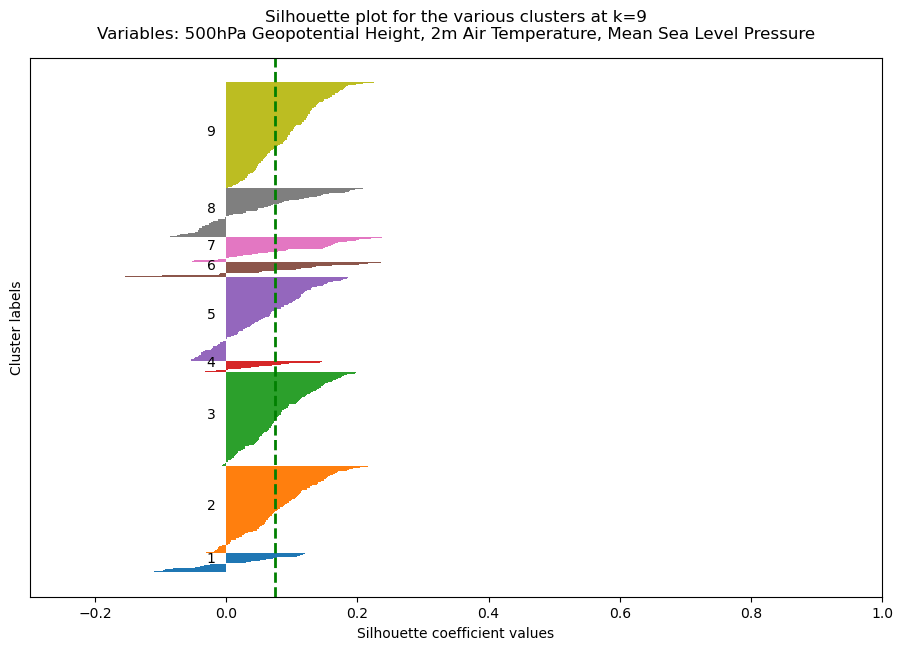 Silhouette plot for the various clusters at k=9
Variables: 500hPa Geopotential Height, 2m Air Temperature, Mean Sea Level Pressure
Cluster labels
9
8
7
6
5
4
3
2
1
−0.2 0.0 0.2 0.4 0.6 0.8 1.0
Silhouette coefficient values